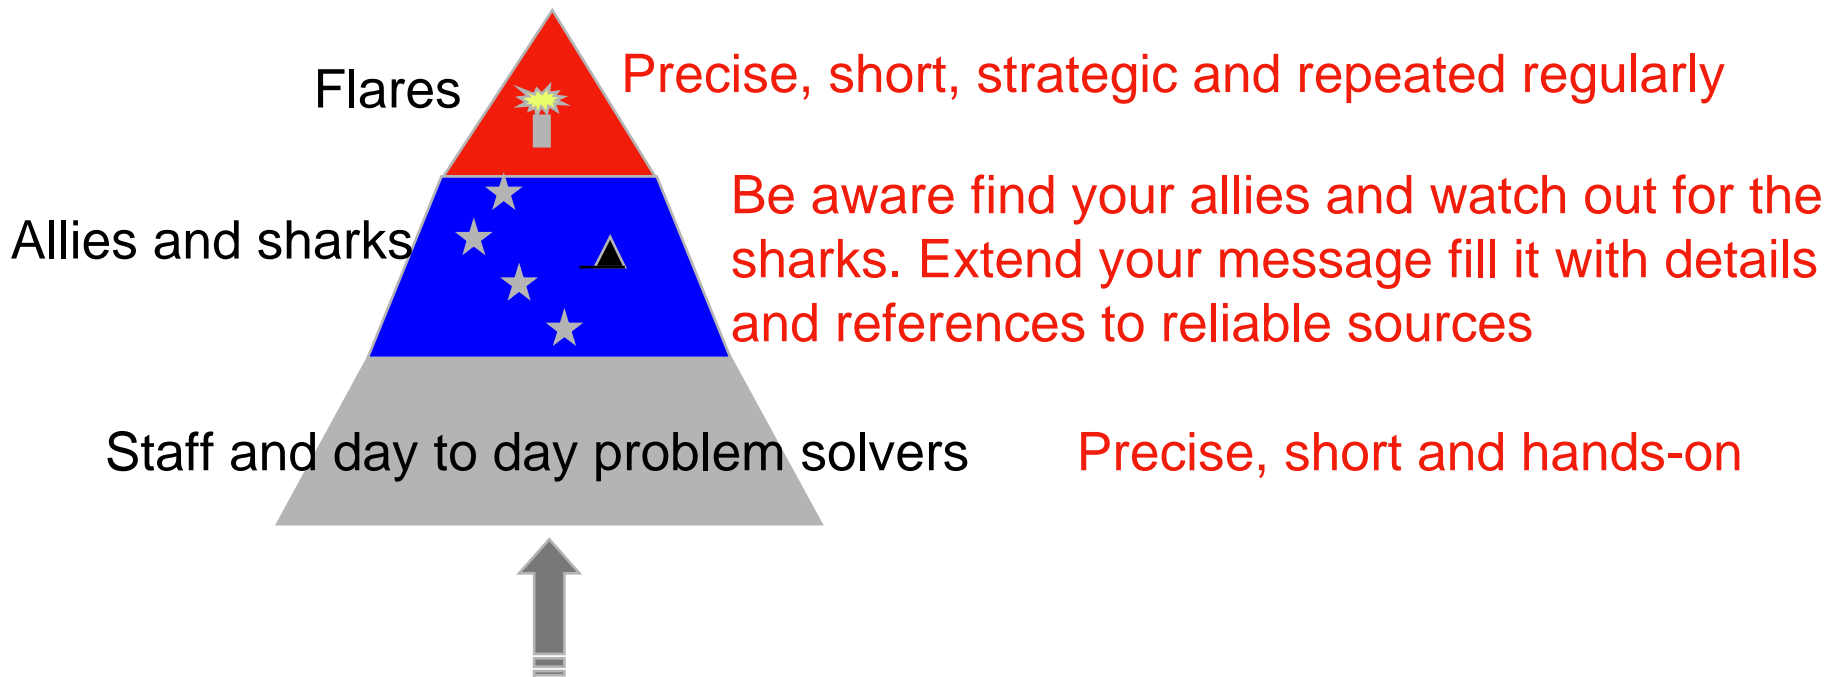 Flares
Precise, short, strategic and repeated regularly
Allies and sharks
Be aware find your allies and watch out for the
sharks. Extend your message fill it with details
and references to reliable sources
Staff and day to day problem solvers
Precise, short and hands-on